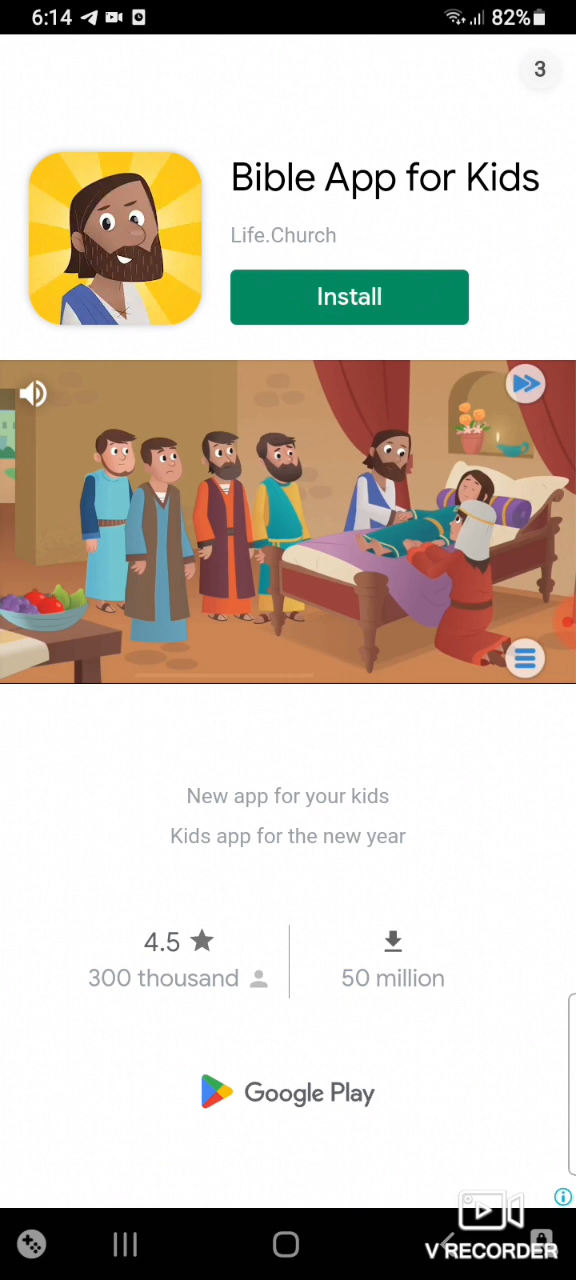 6:14
82%
3
Bible App for Kids
Life.Church
Install
New app for your kids
Kids app for the new year
4.5
300 thousand
50 million
Google Play
V RECORDER